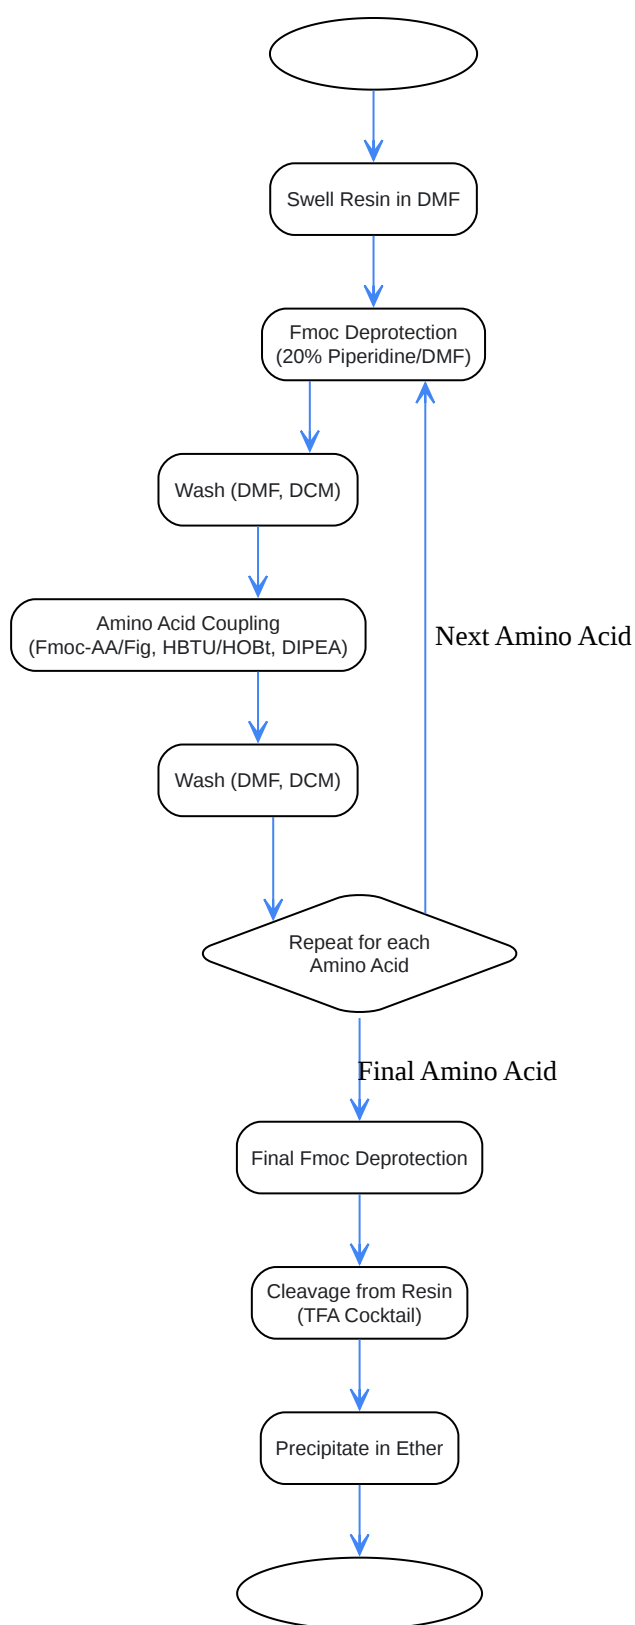 Swell Resin in DMF
Fmoc Deprotection
(20% Piperidine/DMF)
Wash (DMF, DCM)
Amino Acid Coupling
(Fmoc-AA/Fig, HBTU/HOBt, DIPEA)
Next Amino Acid
Wash (DMF, DCM)
Repeat for each
Amino Acid
Final Amino Acid
Final Fmoc Deprotection
Cleavage from Resin
(TFA Cocktail)
Precipitate in Ether